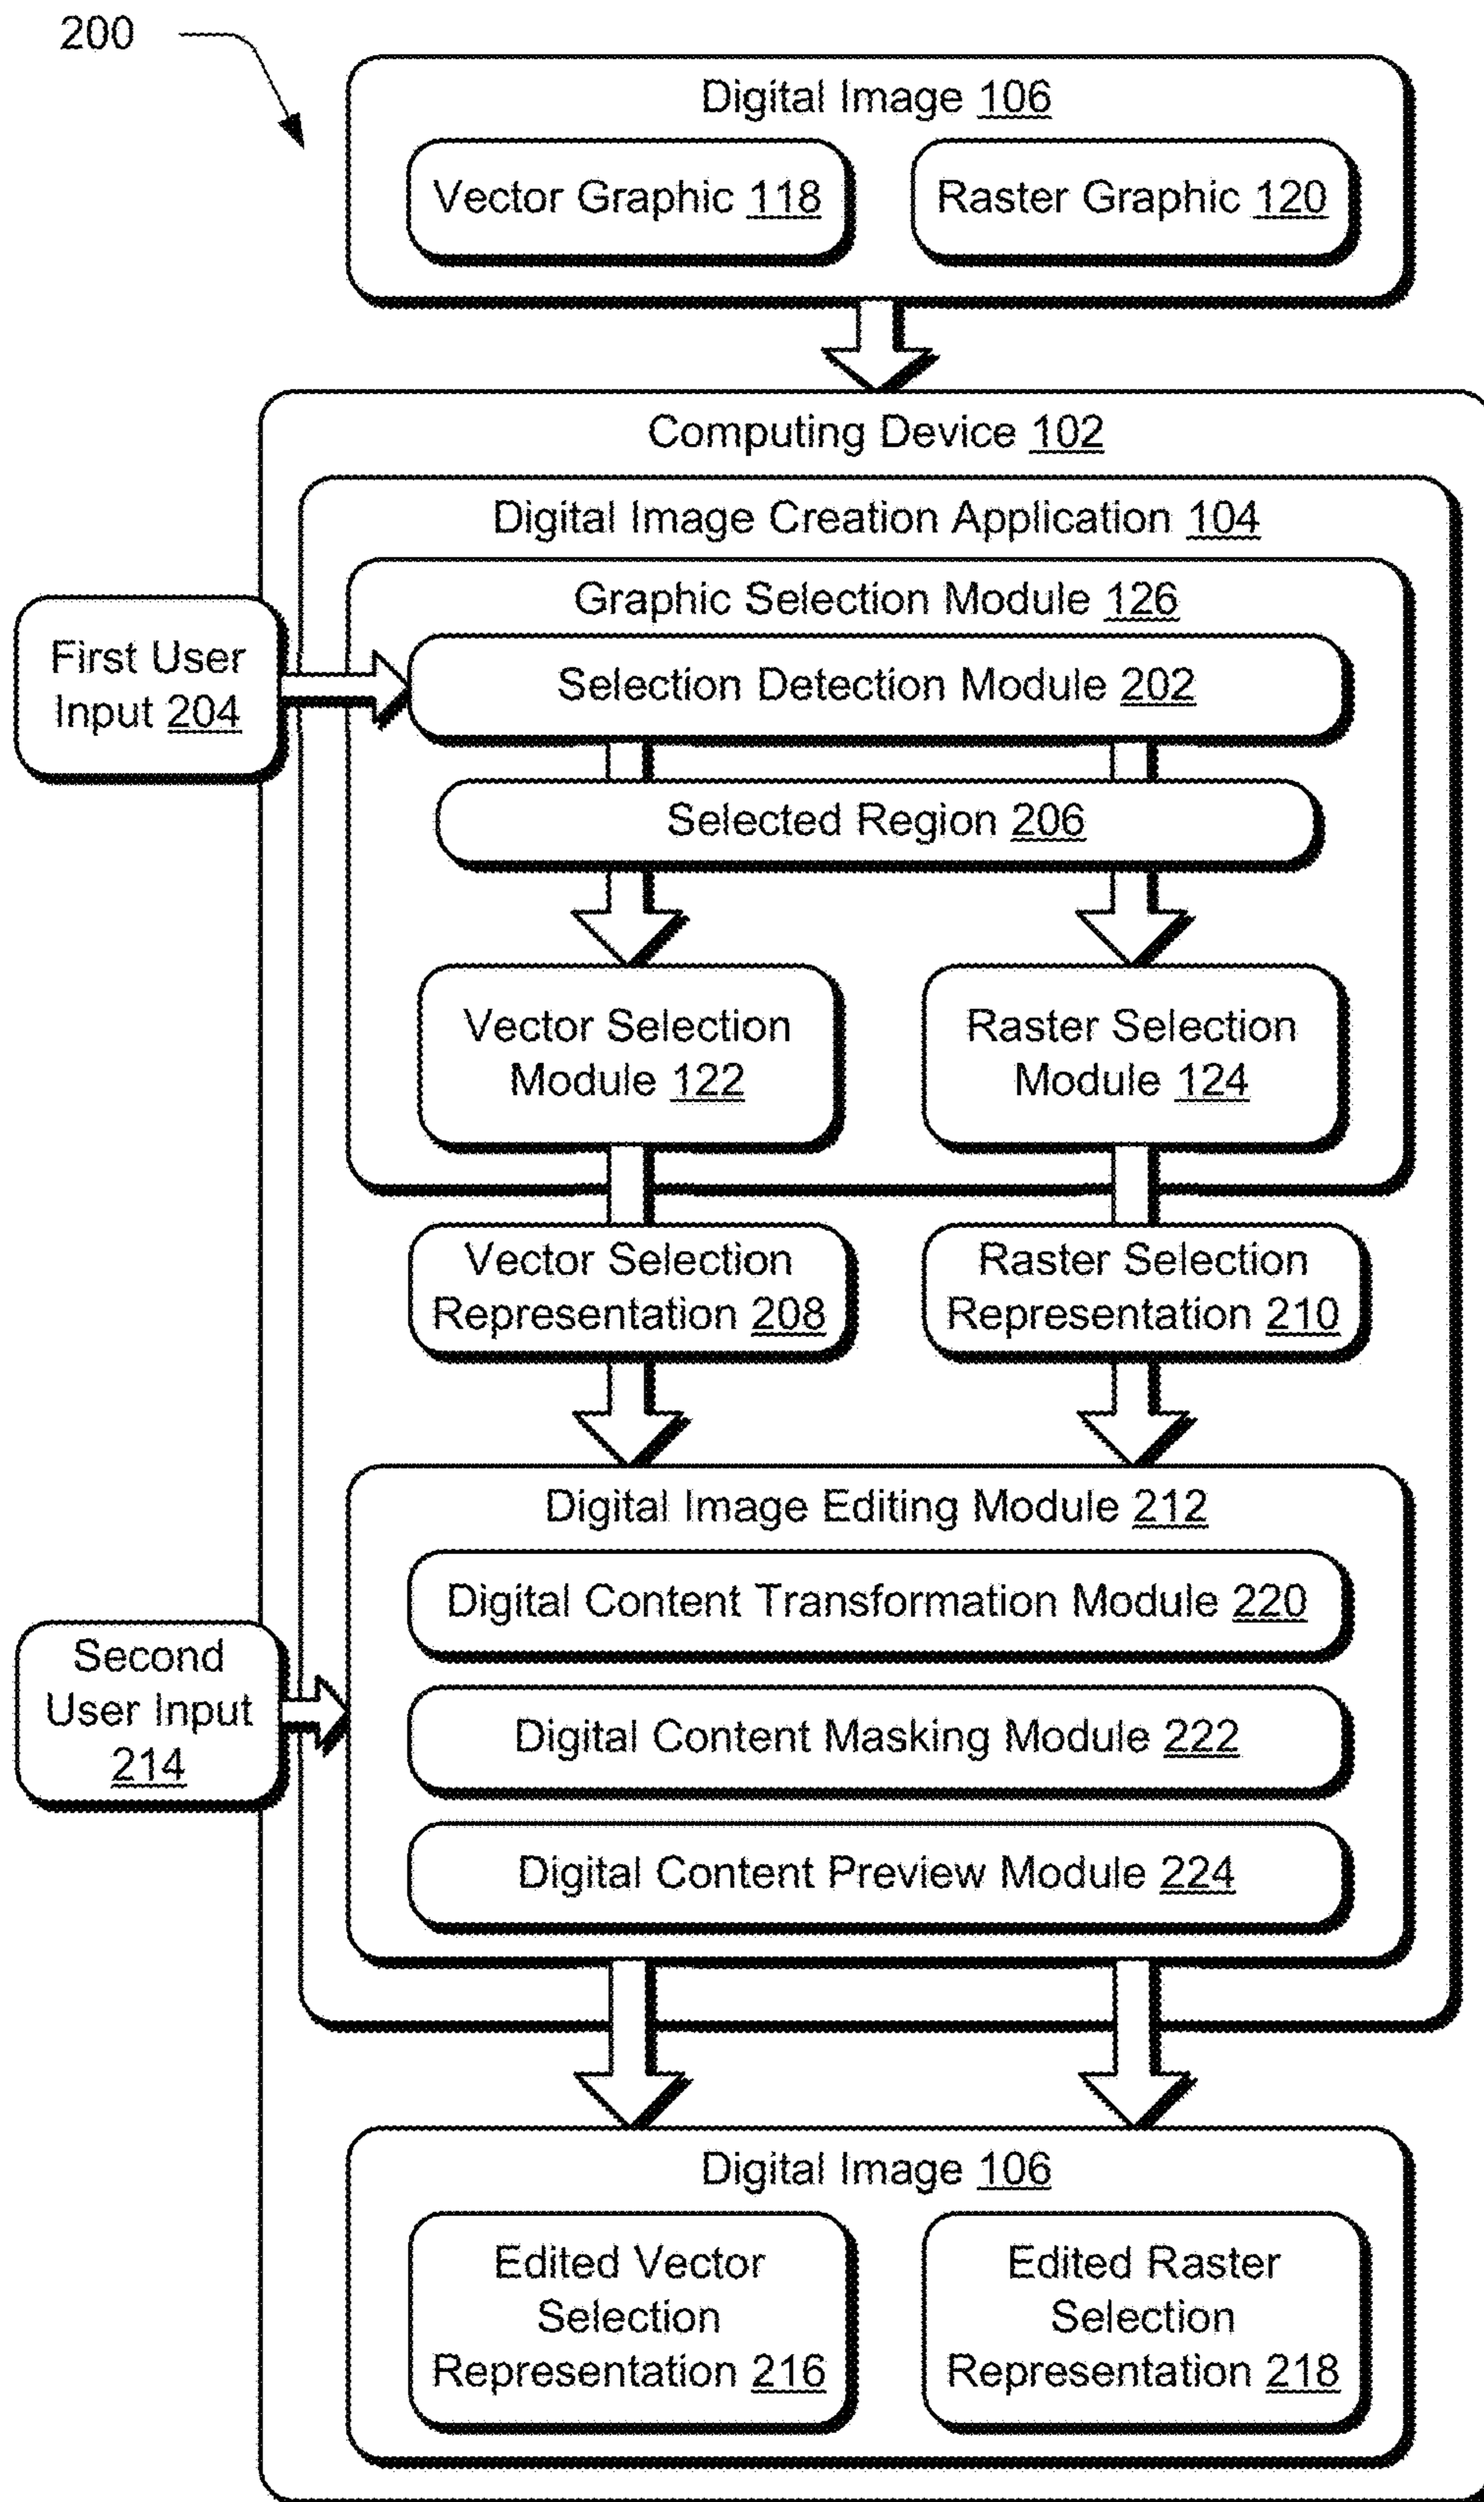 200
Digital Image 106
Vector Graphic 118
Raster Graphic 120
Computing Device 102
Digital Image Creation Application 104
Graphic Selection Module 126
First User
Input 204
Selection Detection Module 202
Selected Region 206
Vector Selection
Module 122
Raster Selection
Module 124
Vector Selection
Representation 208
Raster Selection
Representation 210
Digital Image Editing Module 212
Digital Content Transformation Module 220
Second
User Input
214
Digital Content Masking Module 222
Digital Content Preview Module 224
Digital Image 106
Edited Vector
Selection
Representation 216
Edited Raster
Selection
Representation 218